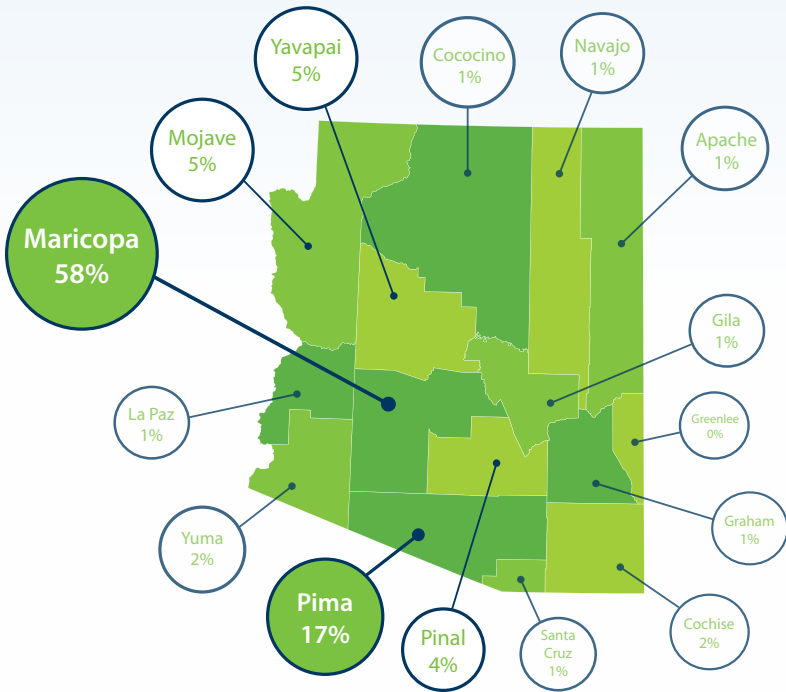 Yavapai
5%
Cococino
1%
Navajo
1%
Mojave
5%
Apache
1%
Maricopa
58%
Gila
1%
La Paz
1%
Greenlee
0%
Yuma
2%
Graham
1%
Pima
17%
Pinal
4%
Santa
Cruz
1%
Cochise
2%